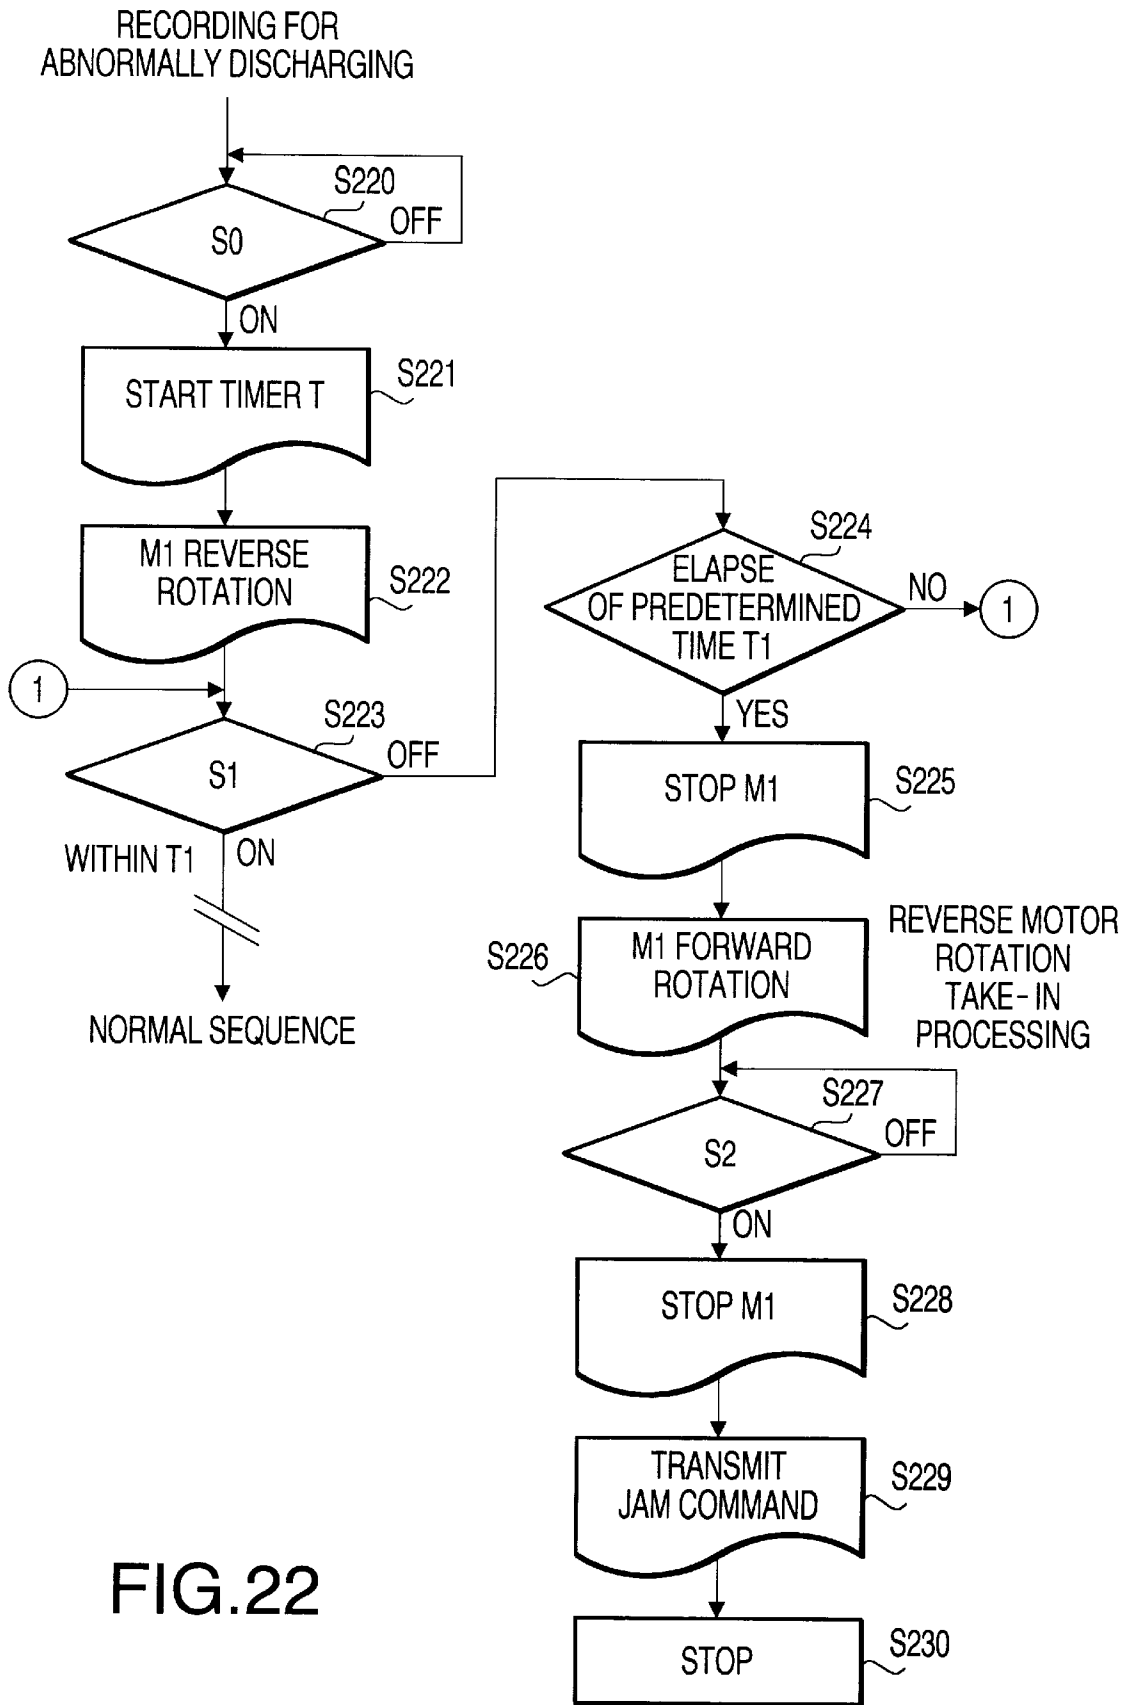 RECORDING FOR
ABNORMALLY DISCHARGING
S220
S0
OFF
ON
START TIMER T
S221
M1 REVERSE
ROTATION
S222
1
S223
S1
OFF
WITHIN T1
ON
NORMAL SEQUENCE
S224
ELAPSE
OF PREDETERMINED
TIME T1
NO
1
YES
STOP M1
S225
S226
M1 FORWARD
ROTATION
REVERSE MOTOR
ROTATION
TAKE-IN
PROCESSING
S227
S2
OFF
ON
STOP M1
S228
TRANSMIT
JAM COMMAND
S229
STOP
S230
FIG.22